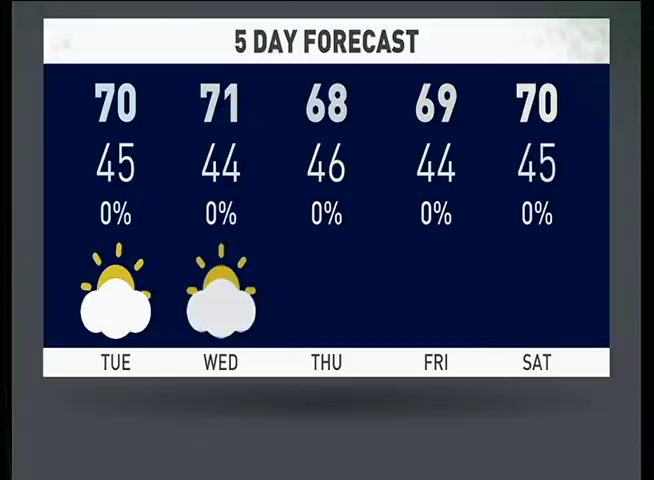 5 DAY FORECAST
70 71 68 69 70
45 44 46 44 45
0% 0% 0% 0% 0%
TUE WED THU FRI SAT